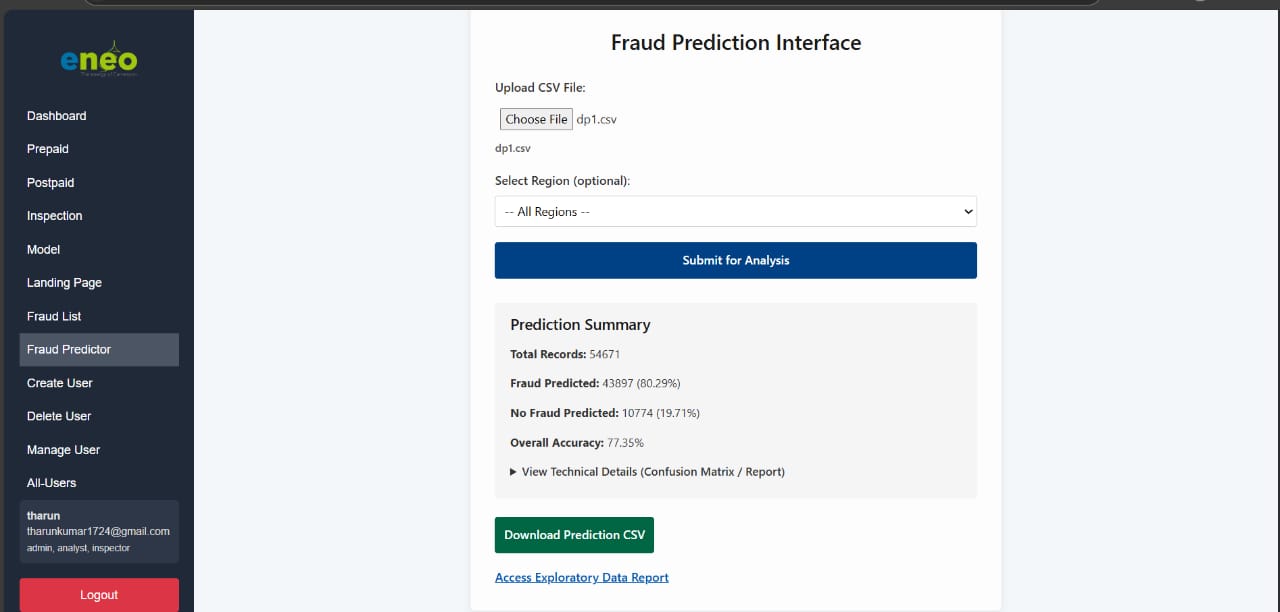 eneo
The energy of Cameroon
Dashboard
Prepaid
Postpaid
Inspection
Model
Landing Page
Fraud List
Fraud Predictor
Create User
Delete User
Manage User
All-Users
tharun
tharunkumar1724@gmail.com
admin, analyst, inspector
Logout
Fraud Prediction Interface
Upload CSV File:
Choose File dp1.csv
dp1.csv
Select Region (optional):
-- All Regions --
Submit for Analysis
Prediction Summary
Total Records: 54671
Fraud Predicted: 43897 (80.29%)
No Fraud Predicted: 10774 (19.71%)
Overall Accuracy: 77.35%
▶ View Technical Details (Confusion Matrix / Report)
Download Prediction CSV
Access Exploratory Data Report